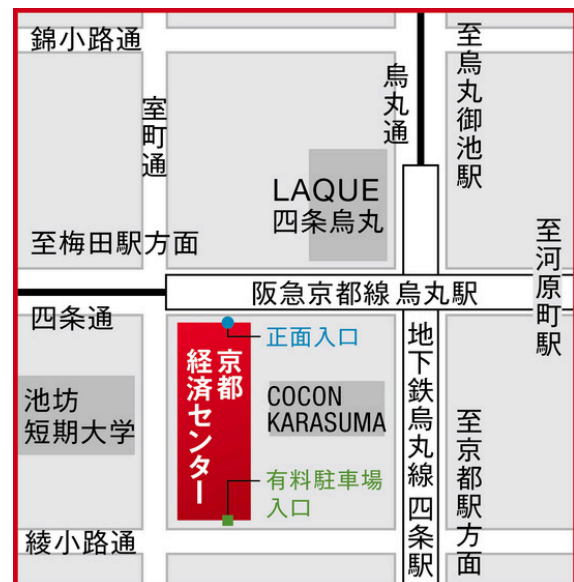 錦小路通
室町通
烏丸通
至烏丸御池駅
LAQUE
四条烏丸
至梅田駅方面
至河原町駅
阪急京都線 烏丸駅
四条通
正面入口
京都
経済センター
地下鉄烏丸線 四条駅
池坊
短期大学
COCON
KARASUMA
至京都駅方面
有料駐車場
入口
綾小路通